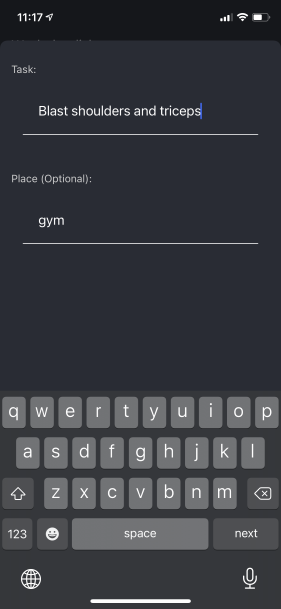 11:17
Task:
Blast shoulders and triceps
Place (Optional):
gym
q w e r t y u i o p
a s d f g h j k l
z x c v b n m
123 space next